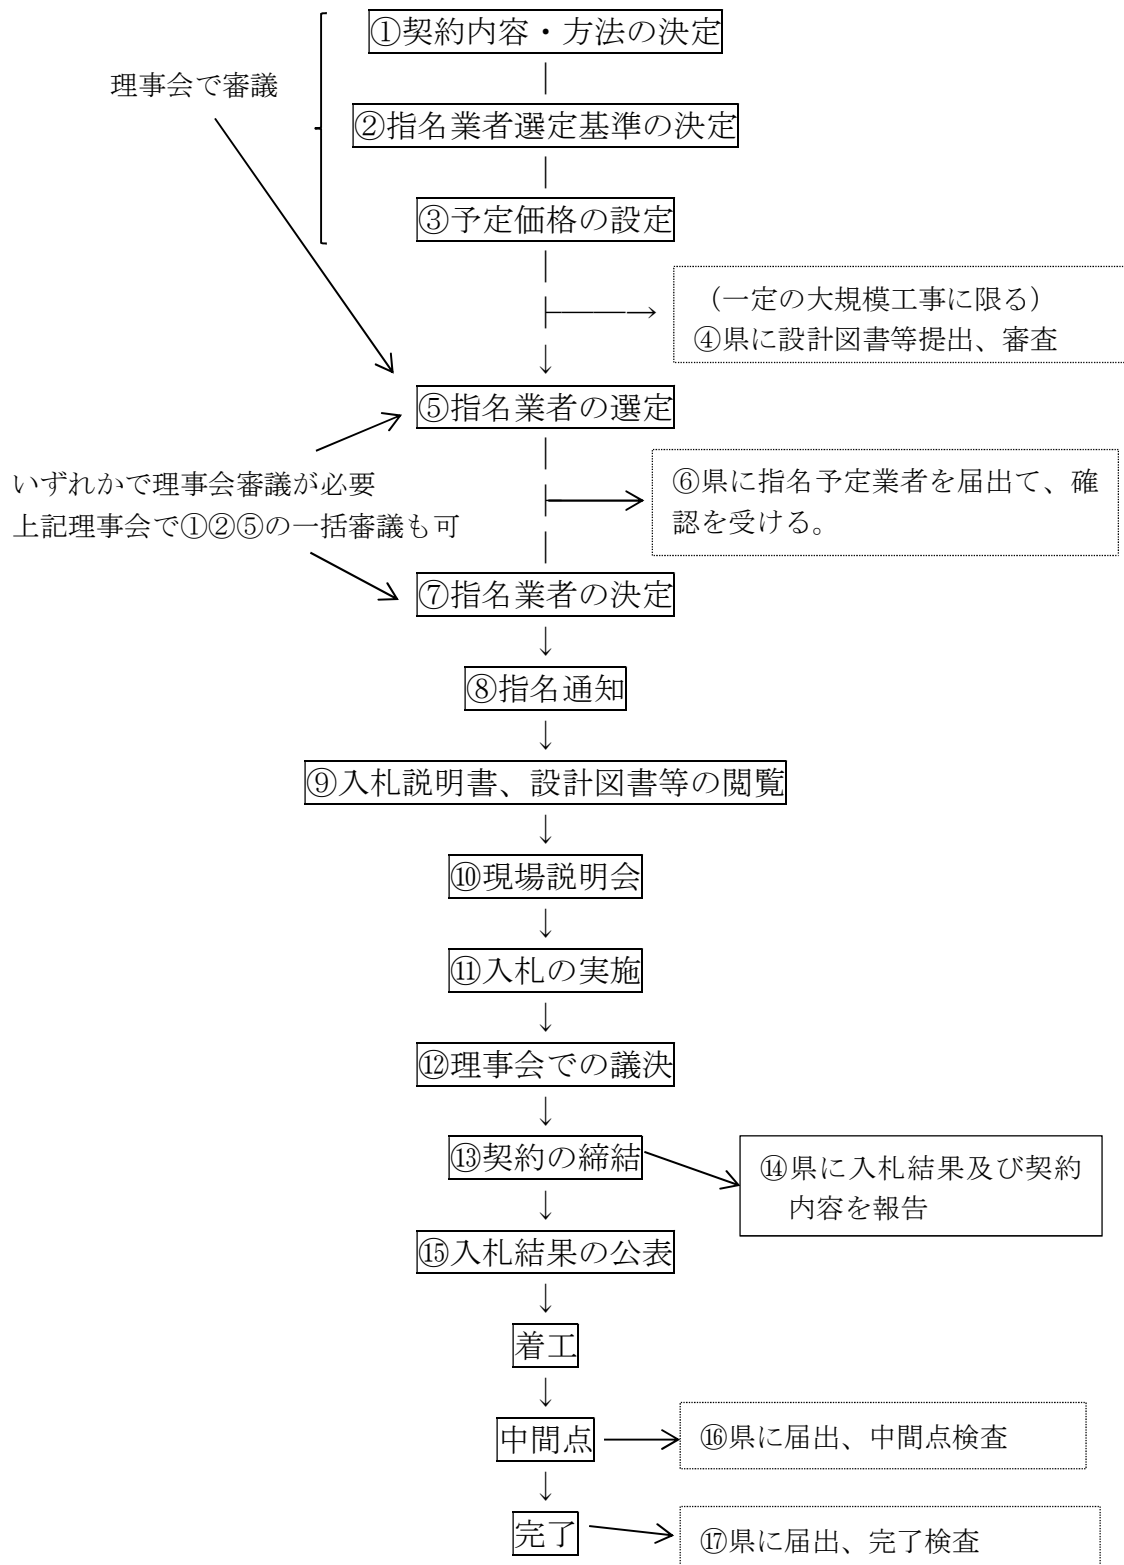 ①契約内容・方法の決定
理事会で審議
②指名業者選定基準の決定
③予定価格の設定
（一定の大規模工事に限る）
④県に設計図書等提出、審査
⑤指名業者の選定
いずれかで理事会審議が必要
上記理事会で①②⑤の一括審議も可
⑥県に指名予定業者を届出て、確
認を受ける。
⑦指名業者の決定
⑧指名通知
⑨入札説明書、設計図書等の閲覧
⑩現場説明会
⑪入札の実施
⑫理事会での議決
⑬契約の締結
⑭県に入札結果及び契約
内容を報告
⑮入札結果の公表
着工
中間点
⑯県に届出、中間点検査
完了
⑰県に届出、完了検査